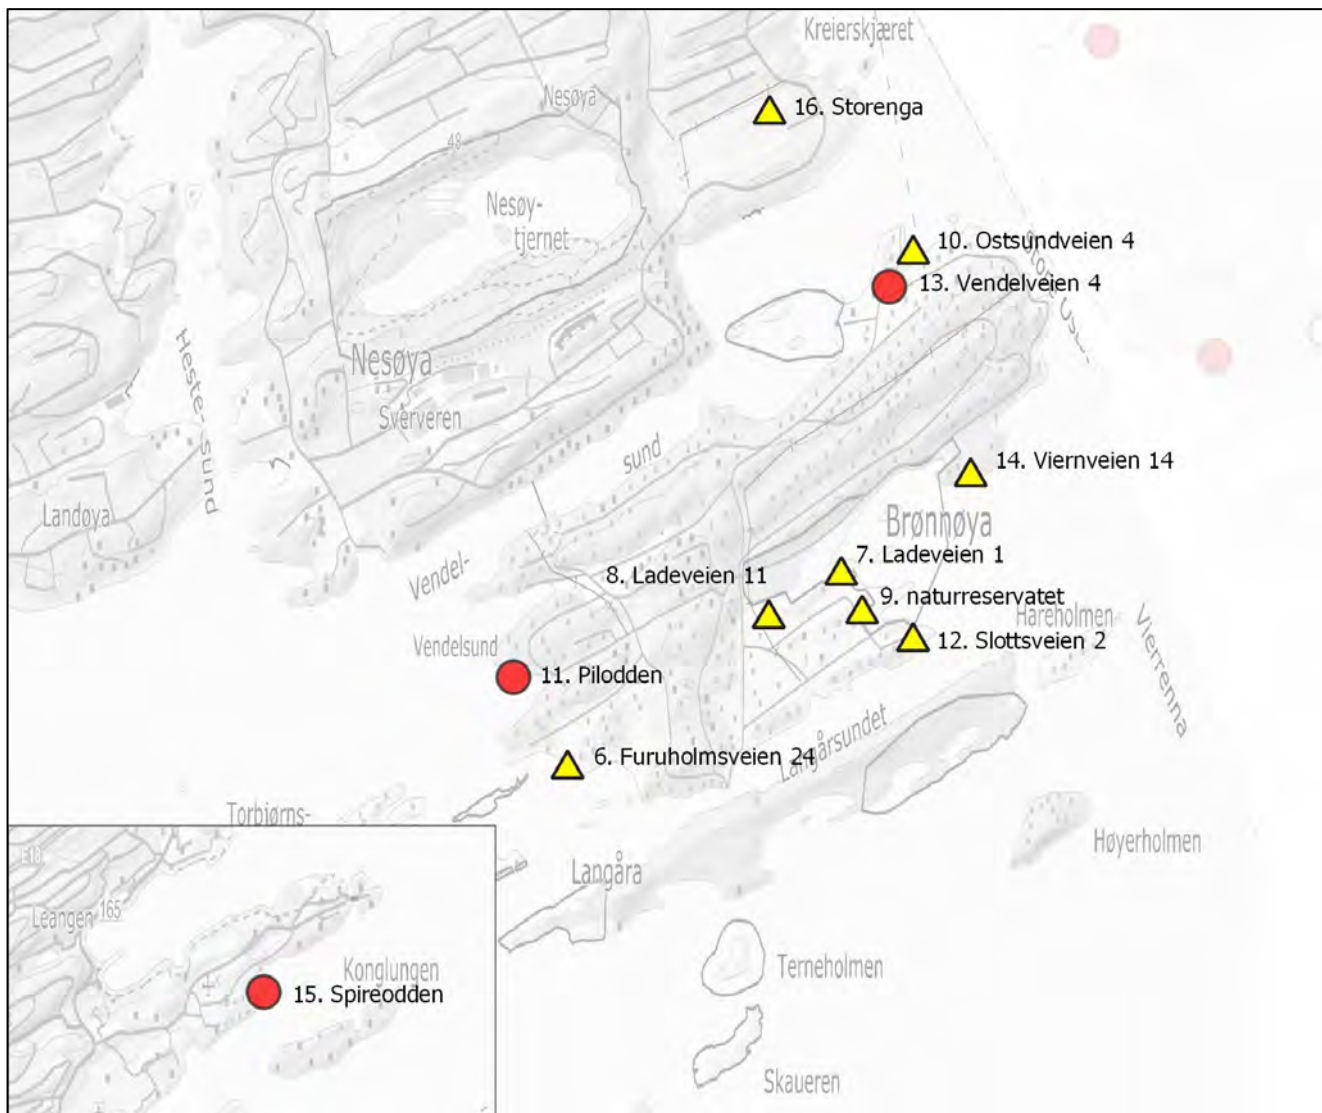 Kreierskjæret
Nesøya
16. Storenga
48
Nesøy-
tjernet
10. Ostsundveien 4
13. Vendelveien 4
Heste-sund
Nesøya
Sververen
sund
14. Viernveien 14
Landøya
Brønnøya
Vendel-
7. Ladeveien 1
8. Ladeveien 11
9. naturreservatet
Hareholmen
12. Slottsveien 2
Vierrenna
Vendelsund
11. Pilodden
Langårsundet
6. Furuholmsveien 24
Torbjørns-
Høyerholmen
E18
Langåra
Leangen
165
Konglungen
Terneholmen
15. Spireodden
Skaueren